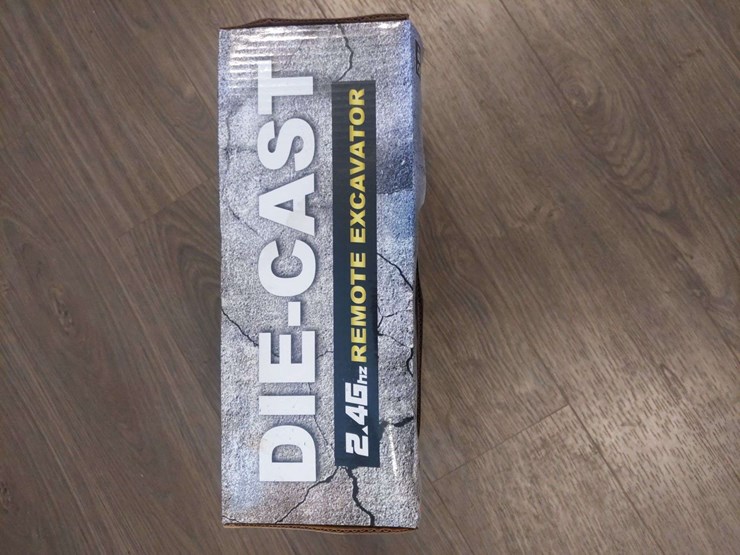 DIE-CAST
2.4Ghz REMOTE EXCAVATOR